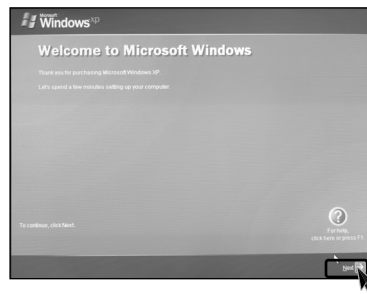 Microsoft
Windows xp
Welcome to Microsoft Windows
Thank you for purchasing Microsoft Windows XP.
Let's spend a few minutes setting up your computer.
To continue, click Next.
?
For help,
click here or press F1.
Next